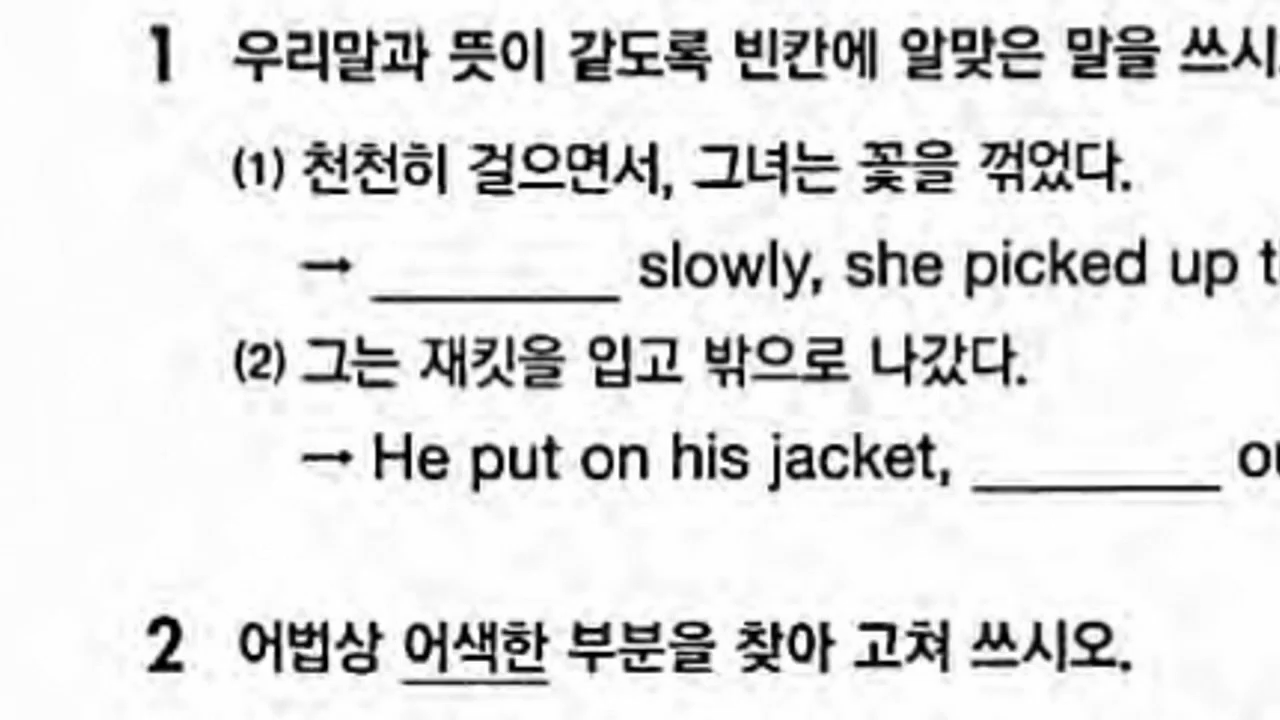 1 우리말과 뜻이 같도록 빈칸에 알맞은 말을 쓰시
(1) 천천히 걸으면서, 그녀는 꽃을 꺾었다.
→ ________ slowly, she picked up t
(2) 그는 재킷을 입고 밖으로 나갔다.
→ He put on his jacket, ________ ou
2 어법상 어색한 부분을 찾아 고쳐 쓰시오.